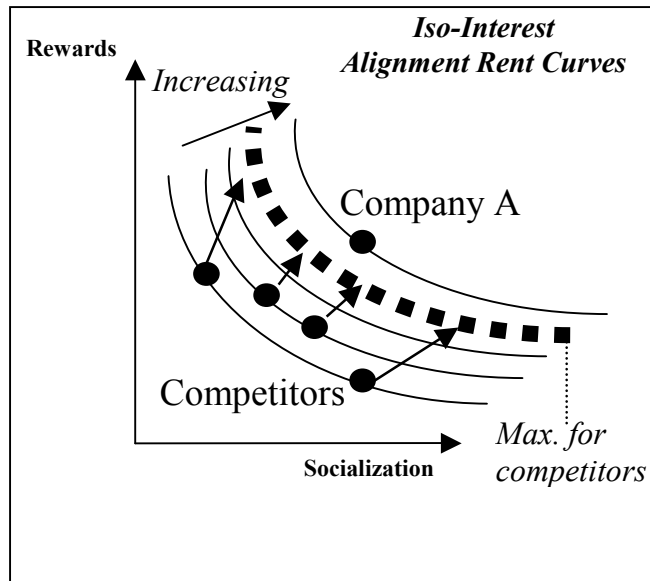 Iso-Interest
Alignment Rent Curves
Rewards
Increasing
Company A
Competitors
Max. for
competitors
Socialization